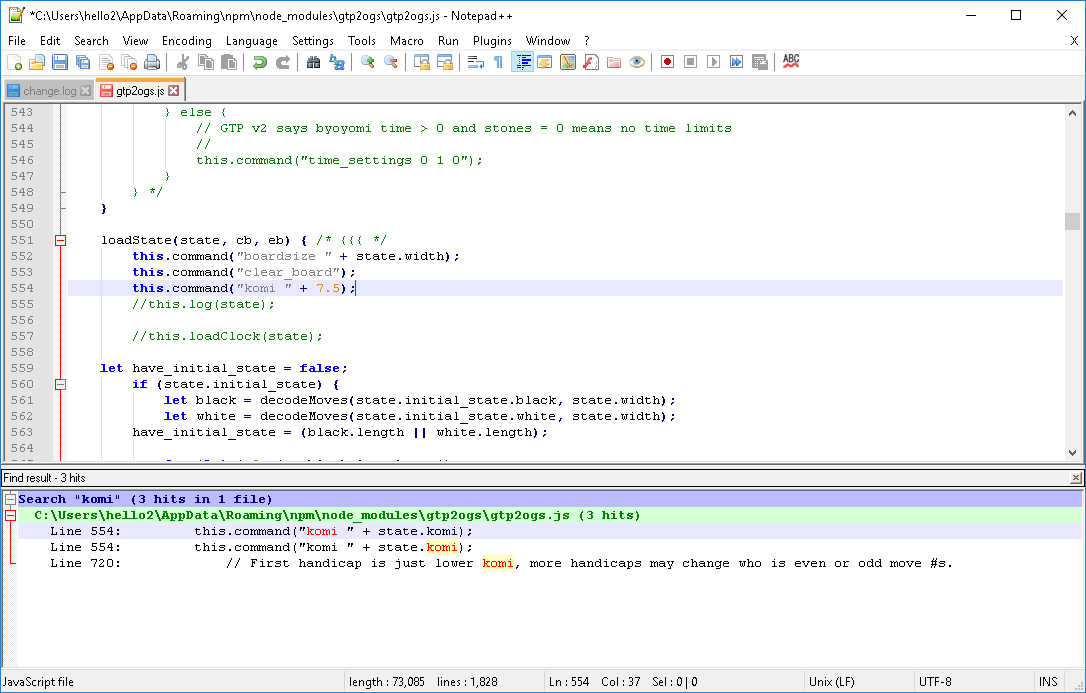 *C:\Users\hello2\AppData\Roaming\npm\node_modules\gtp2ogs\gtp2ogs.js - Notepad++
File Edit Search View Encoding Language Settings Tools Macro Run Plugins Window ? X
ABC
change.log gtp2ogs.js
543 } else {
544 // GTP v2 says byoyomi time > 0 and stones = 0 means no time limits
545 //
546 this.command("time_settings 0 1 0");
547 }
548 } */
549 }
550
551 loadState(state, cb, eb) { /* {{{ */
552 this.command("boardsize " + state.width);
553 this.command("clear_board");
554 this.command("komi " + 7.5);
555 //this.log(state);
556
557 //this.loadClock(state);
558
559 let have_initial_state = false;
560 if (state.initial_state) {
561 let black = decodeMoves(state.initial_state.black, state.width);
562 let white = decodeMoves(state.initial_state.white, state.width);
563 have_initial_state = (black.length || white.length);
564
Find result - 3 hits
Search "komi" (3 hits in 1 file)
C:\Users\hello2\AppData\Roaming\npm\node_modules\gtp2ogs\gtp2ogs.js (3 hits)
Line 554: this.command("komi " + state.komi);
Line 554: this.command("komi " + state.komi);
Line 720: // First handicap is just lower komi, more handicaps may change who is even or odd move #s.
JavaScript file length : 73,085 lines : 1,828 Ln : 554 Col : 37 Sel : 0 | 0 Unix (LF) UTF-8 INS